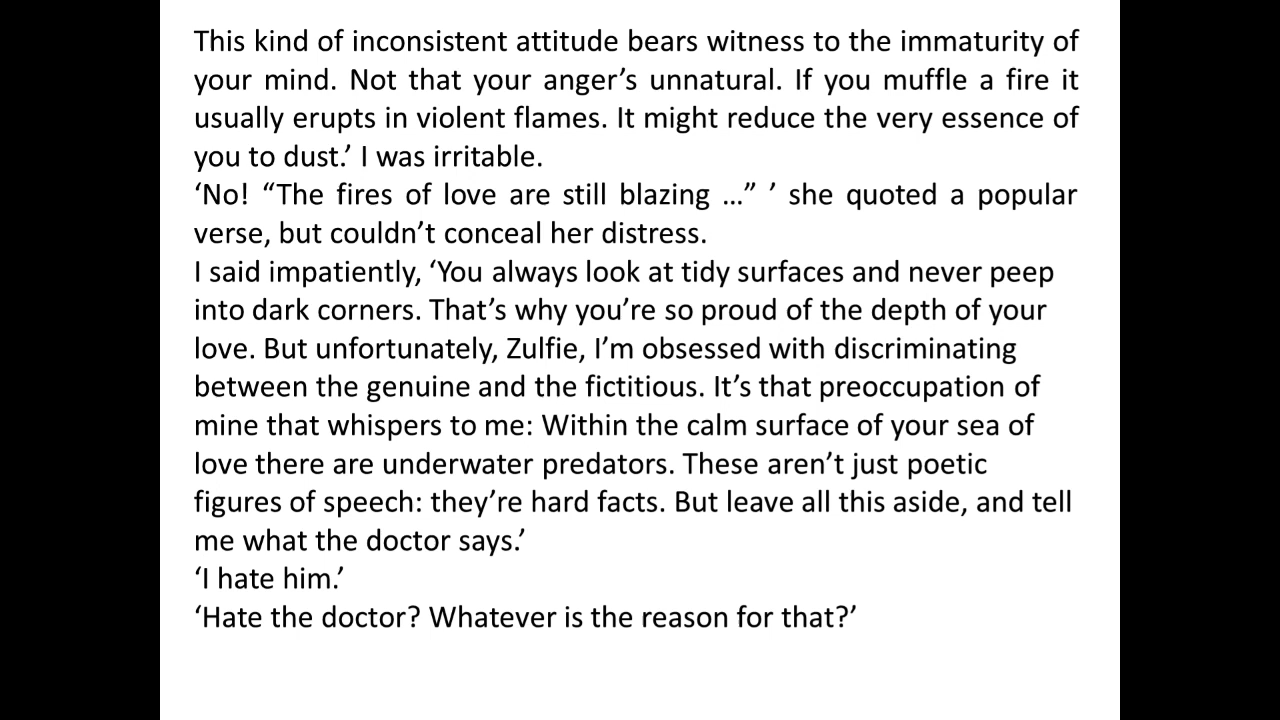 This kind of inconsistent attitude bears witness to the immaturity of
your mind. Not that your anger’s unnatural. If you muffle a fire it
usually erupts in violent flames. It might reduce the very essence of
you to dust.’ I was irritable.
‘No! “The fires of love are still blazing …” ’ she quoted a popular
verse, but couldn’t conceal her distress.
I said impatiently, ‘You always look at tidy surfaces and never peep
into dark corners. That’s why you’re so proud of the depth of your
love. But unfortunately, Zulfie, I’m obsessed with discriminating
between the genuine and the fictitious. It’s that preoccupation of
mine that whispers to me: Within the calm surface of your sea of
love there are underwater predators. These aren’t just poetic
figures of speech: they’re hard facts. But leave all this aside, and tell
me what the doctor says.’
‘I hate him.’
‘Hate the doctor? Whatever is the reason for that?’